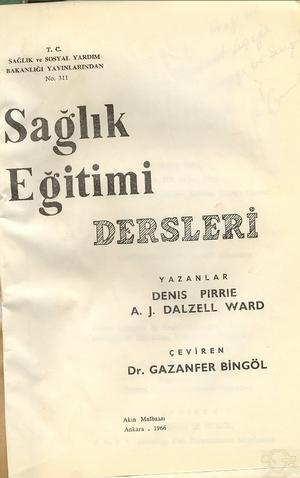 T. C.
SAĞLIK ve SOSYAL YARDIM
BAKANLIĞI YAYINLARINDAN
No. 311
Sağlık
Eğitimi
DERSLERİ
YAZANLAR
DENIS PIRRIE
A. J. DALZELL WARD
ÇEVİREN
Dr. GAZANFER BİNGÖL
Akın Matbaası
Ankara - 1966